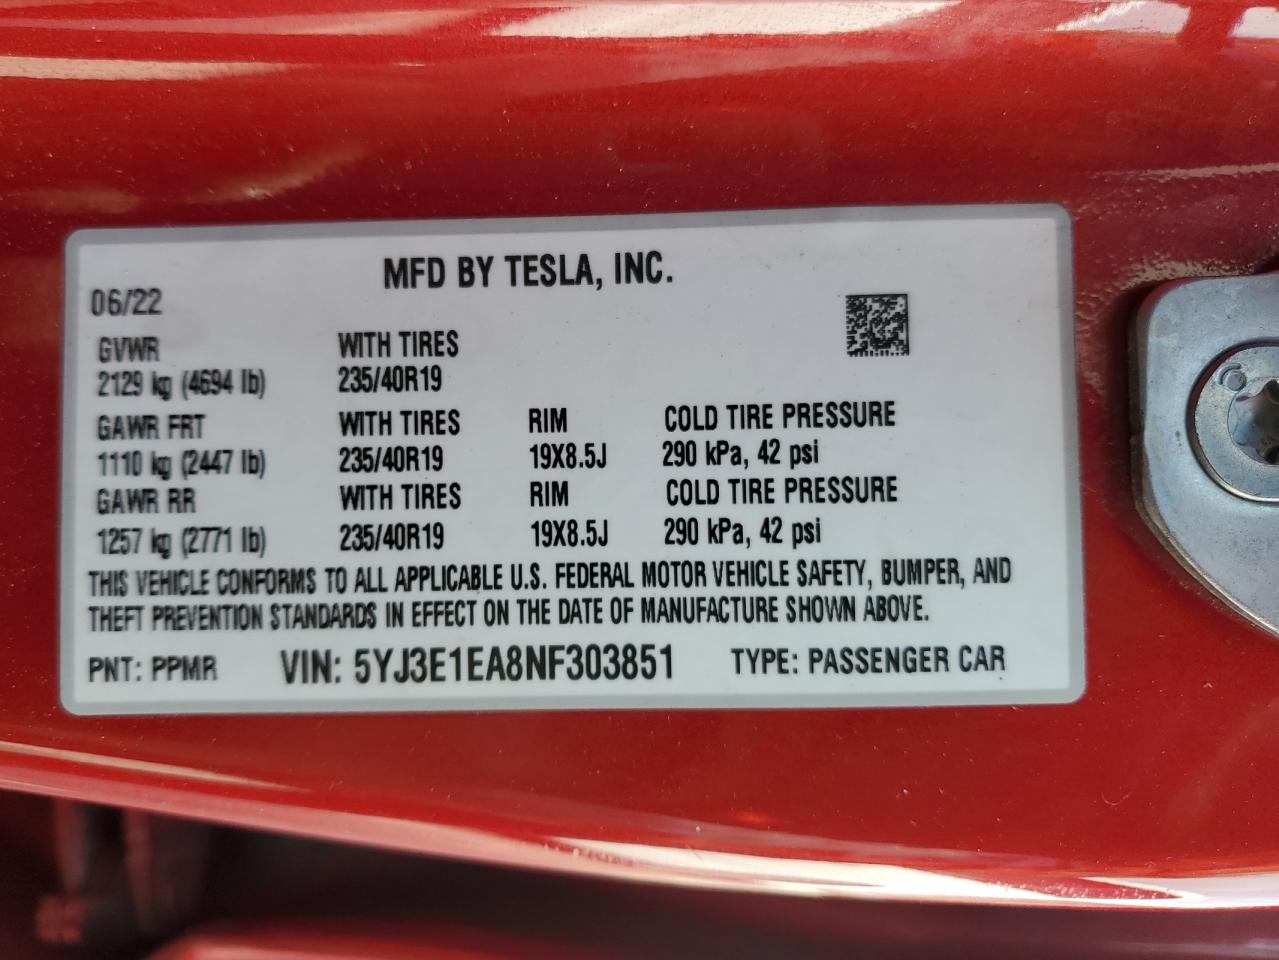 MFD BY TESLA, INC.
06/22
GVWR WITH TIRES
2129 kg (4694 lb) 235/40R19
GAWR FRT WITH TIRES RIM COLD TIRE PRESSURE
1110 kg (2447 lb) 235/40R19 19X8.5J 290 kPa, 42 psi
GAWR RR WITH TIRES RIM COLD TIRE PRESSURE
1257 kg (2771 lb) 235/40R19 19X8.5J 290 kPa, 42 psi
THIS VEHICLE CONFORMS TO ALL APPLICABLE U.S. FEDERAL MOTOR VEHICLE SAFETY, BUMPER, AND
THEFT PREVENTION STANDARDS IN EFFECT ON THE DATE OF MANUFACTURE SHOWN ABOVE.
PNT: PPMR VIN: 5YJ3E1EA8NF303851 TYPE: PASSENGER CAR